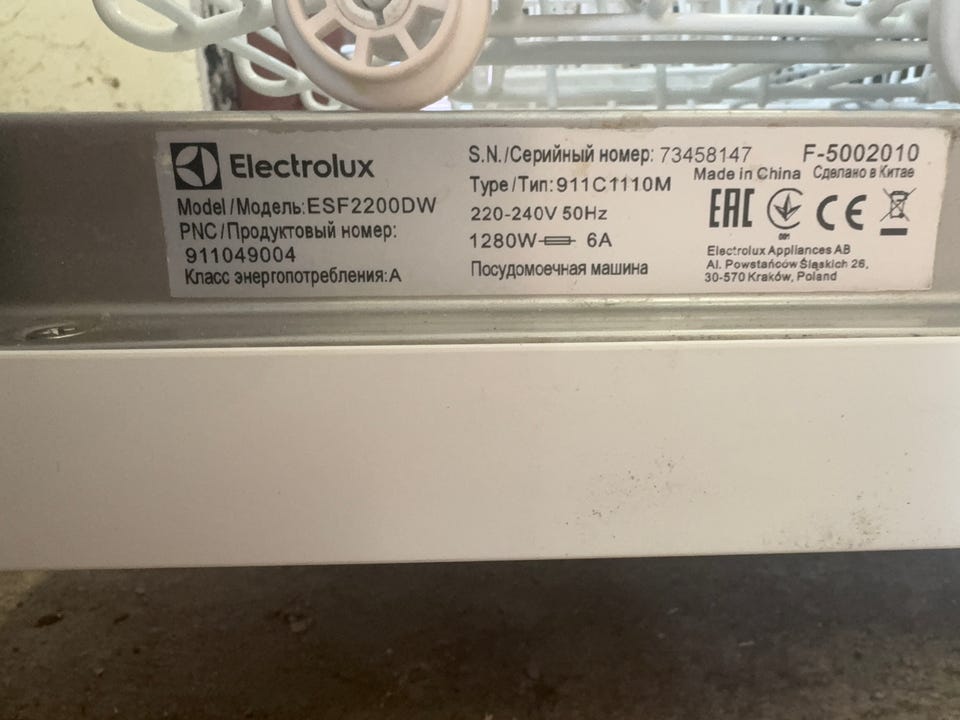 Electrolux
Model/Модель:ESF2200DW
PNC/Продуктовый номер:
911049004
Класс энергопотребления:A
S.N./Серийный номер: 73458147
Type/Тип:911C1110M
220-240V 50Hz
1280W 6A
Посудомоечная машина
F-5002010
Made in China Сделано в Китае
EAC CE
001
Electrolux Appliances AB
Al. Powstańców Śląskich 26,
30-570 Kraków, Poland